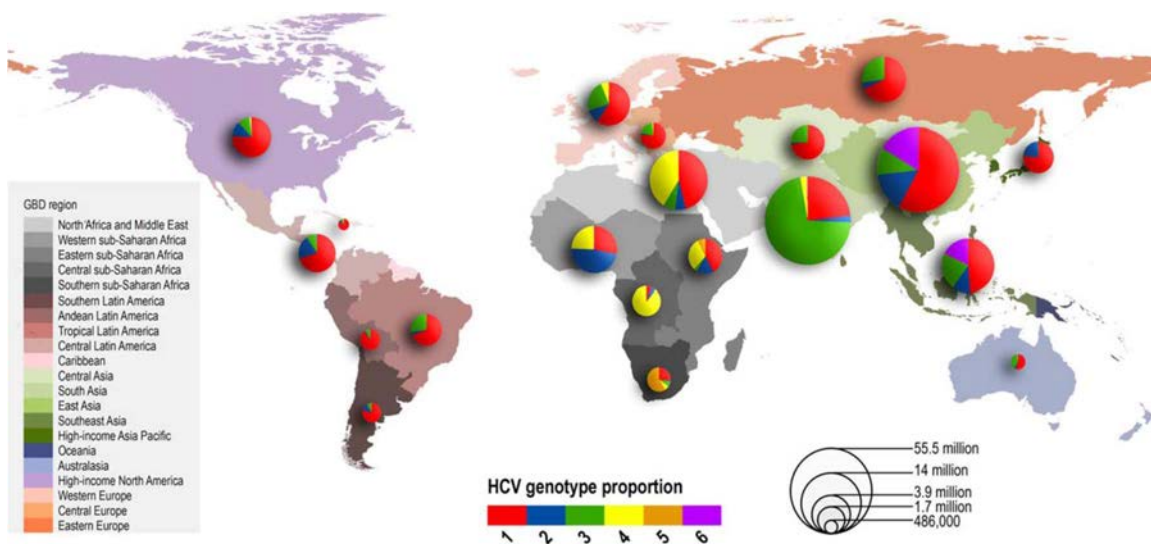 GBD region
North Africa and Middle East
Western sub-Saharan Africa
Eastern sub-Saharan Africa
Central sub-Saharan Africa
Southern sub-Saharan Africa
Southern Latin America
Andean Latin America
Tropical Latin America
Central Latin America
Caribbean
Central Asia
South Asia
East Asia
Southeast Asia
High-income Asia Pacific
Oceania
Australasia
High-income North America
Western Europe
Central Europe
Eastern Europe
HCV genotype proportion
1 2 3 4 5 6
55.5 million
14 million
3.9 million
1.7 million
486,000